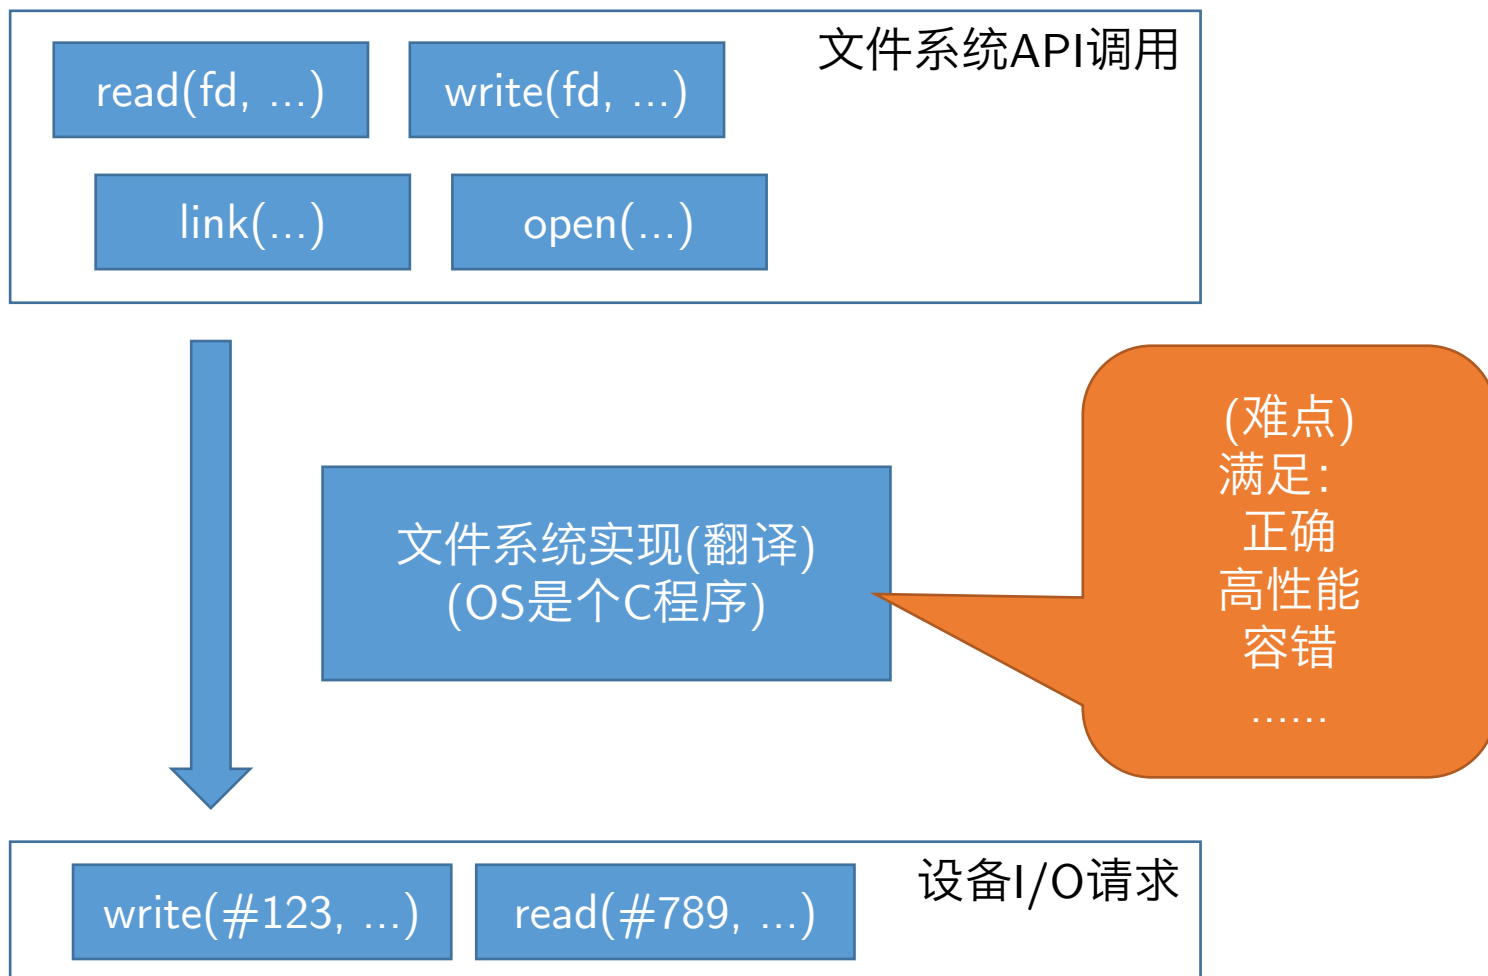 文件系统API调用
read(fd, ...)
write(fd, ...)
link(...)
open(...)
文件系统实现(翻译)
(OS是个C程序)
(难点)
满足:
正确
高性能
容错
......
设备I/O请求
write(#123, ...)
read(#789, ...)